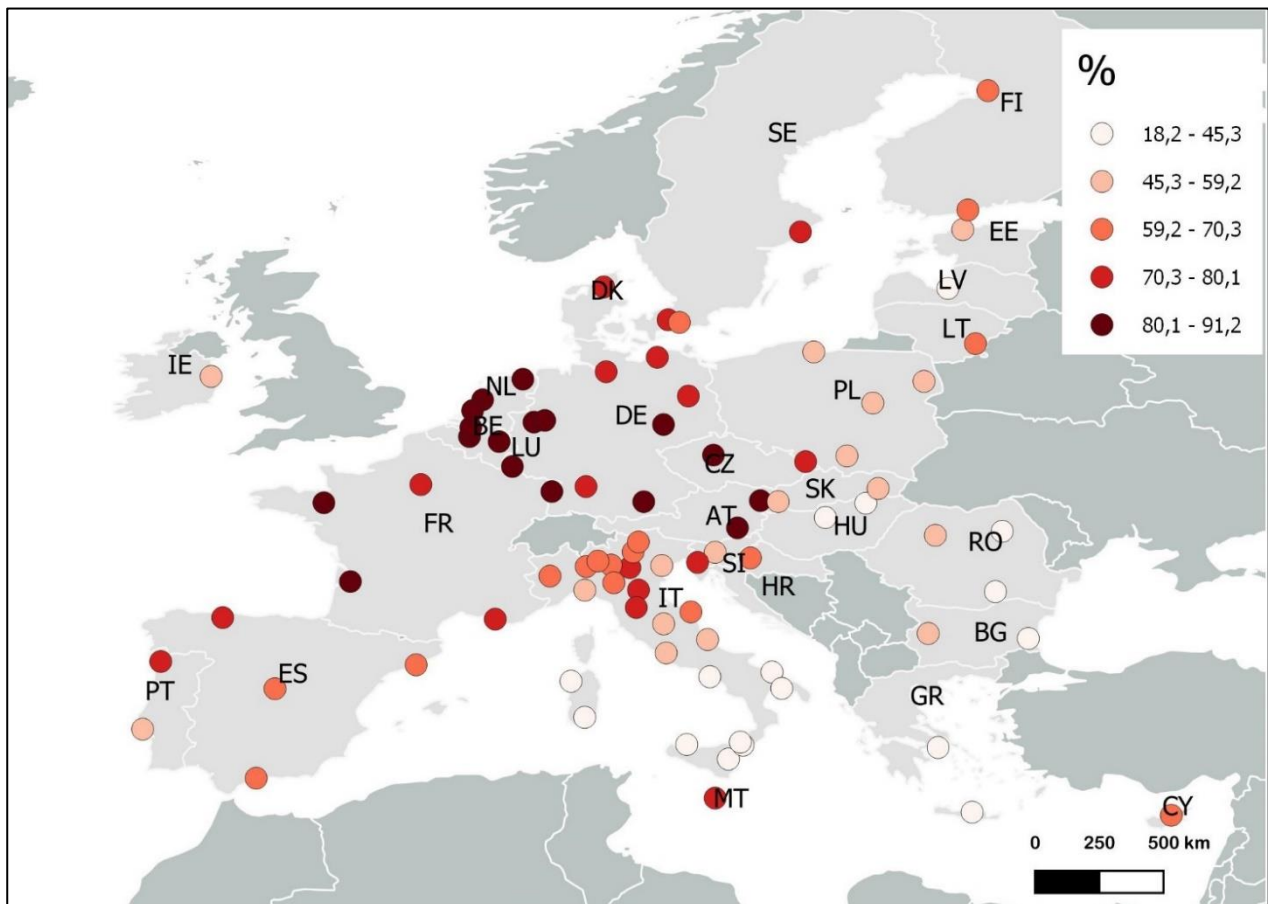 %
18,2 - 45,3
45,3 - 59,2
59,2 - 70,3
70,3 - 80,1
80,1 - 91,2
FI
SE
EE
LV
DK
LT
IE
NL
PL
BE
DE
LU
CZ
SK
FR
AT
HU
RO
SI
HR
IT
BG
ES
PT
GR
MT
CY
0 250 500 km